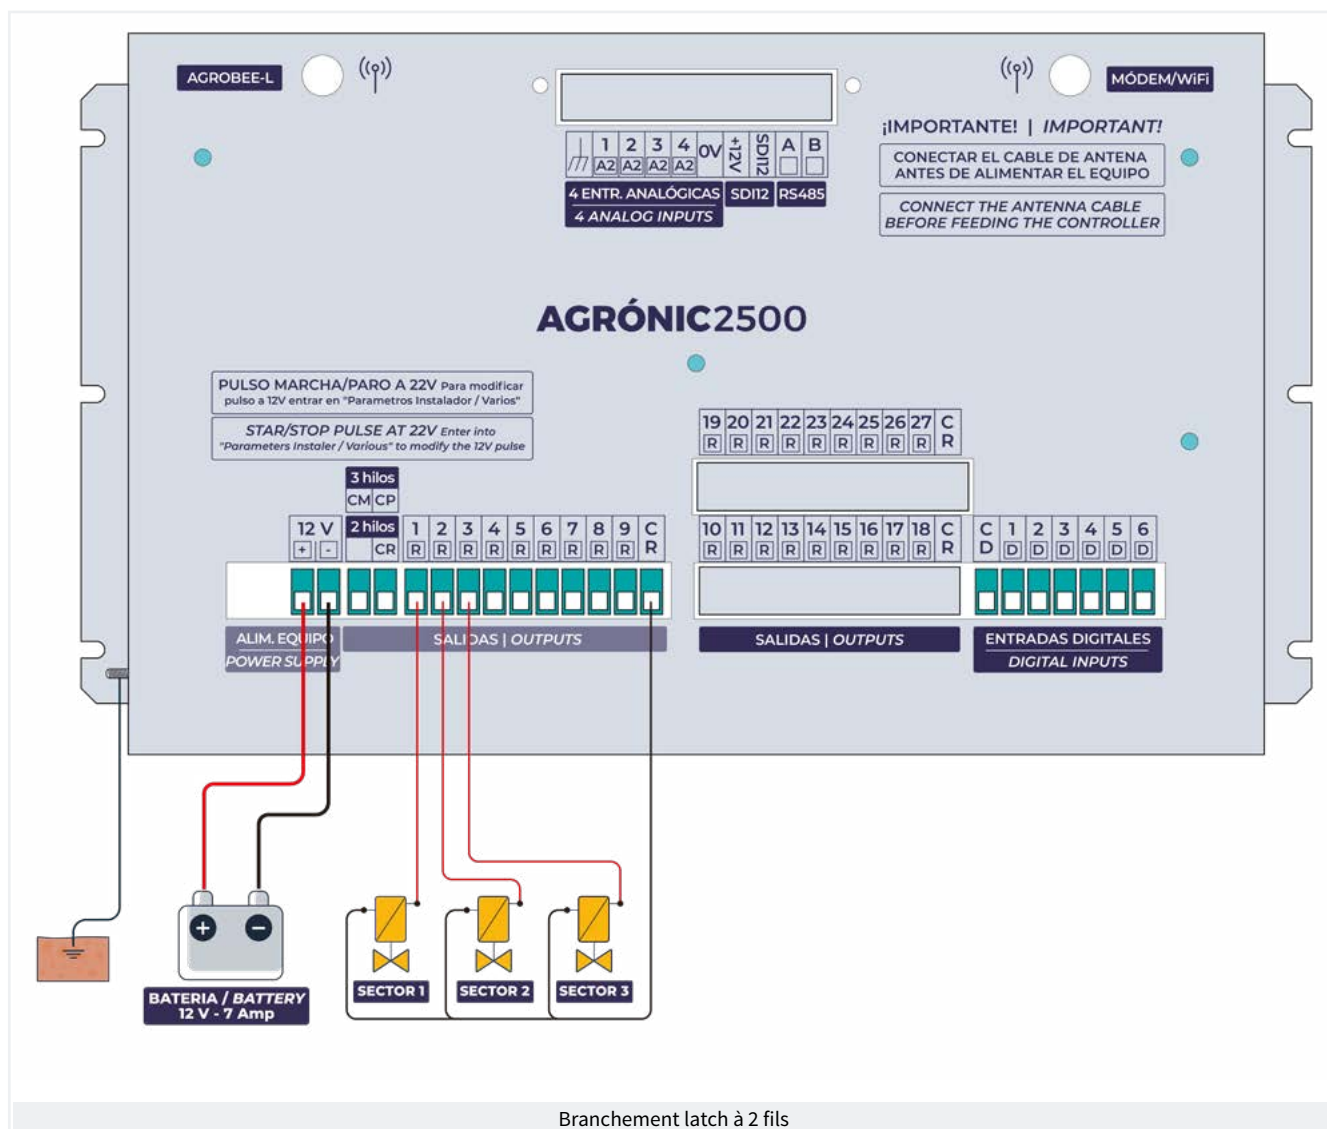 AGROBEE-L
MÓDEM/WiFi
¡IMPORTANTE! | IMPORTANT!
CONECTAR EL CABLE DE ANTENA
ANTES DE ALIMENTAR EL EQUIPO
CONNECT THE ANTENNA CABLE
BEFORE FEEDING THE CONTROLLER
1 2 3 4 0V +12V SDI12 A B
A2 A2 A2 A2
4 ENTR. ANALÓGICAS
4 ANALOG INPUTS
SDI12
RS485
AGRÓNIC2500
PULSO MARCHA/PARO A 22V Para modificar
pulso a 12V entrar en "Parametros Instalador / Varios"
STAR/STOP PULSE AT 22V Enter into
"Parameters Instaler / Various" to modify the 12V pulse
3 hilos
CM CP
12 V
+ -
2 hilos
CR
1 2 3 4 5 6 7 8 9 C
R R R R R R R R R R
19 20 21 22 23 24 25 26 27 C
R R R R R R R R R R
10 11 12 13 14 15 16 17 18 C
R R R R R R R R R R
C 1 2 3 4 5 6
D D D D D D D
ALIM. EQUIPO
POWER SUPPLY
SALIDAS | OUTPUTS
SALIDAS | OUTPUTS
ENTRADAS DIGITALES
DIGITAL INPUTS
+ -
BATERIA / BATTERY
12 V - 7 Amp
SECTOR 1
SECTOR 2
SECTOR 3
Branchement latch à 2 fils